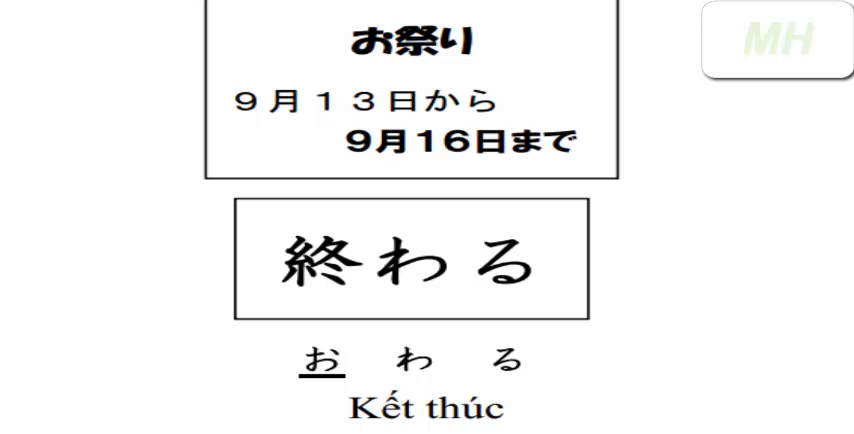 お祭り
９月１３日から
９月１６日まで
MH
終わる
おわる
Kết thúc